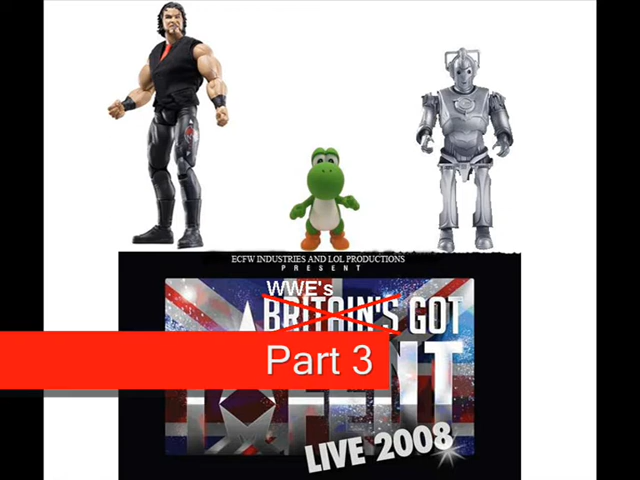 ECFW INDUSTRIES AND LOL PRODUCTIONS
PRESENT
WWE's
BRITAIN'S GOT
Part 3
LIVE 2008